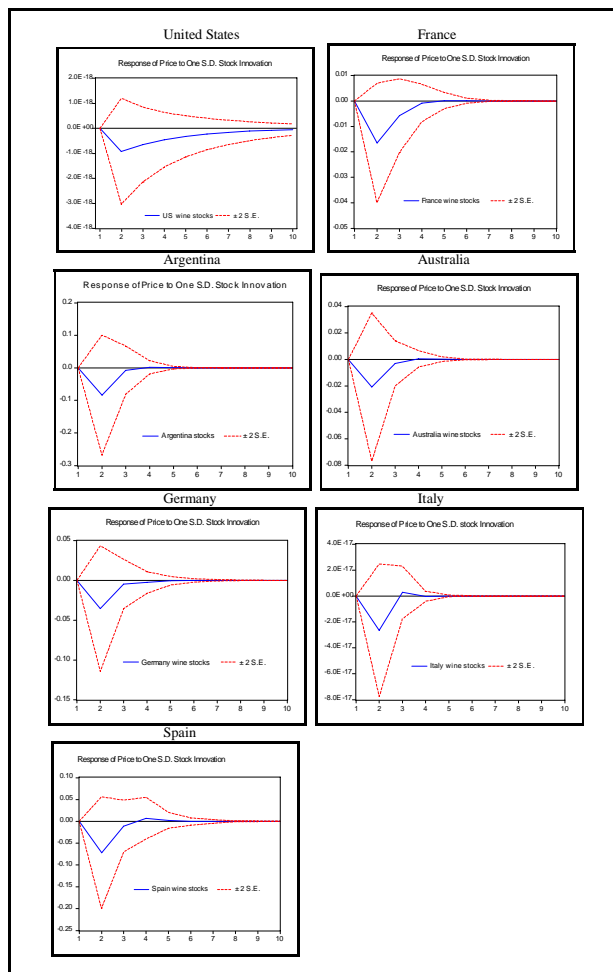 United States
Response of Price to One S.D. Stock Innovation
2.0E-18
1.0E-18
0.0E+00
-1.0E-18
-2.0E-18
-3.0E-18
-4.0E-18
US wine stocks ± 2 S.E.
1 2 3 4 5 6 7 8 9 10
France
Response of Price to One S.D. Stock Innovation
0.01
0.00
-0.01
-0.02
-0.03
-0.04
-0.05
France wine stocks ± 2 S.E.
1 2 3 4 5 6 7 8 9 10
Argentina
Response of Price to One S.D. Stock Innovation
0.2
0.1
0.0
-0.1
-0.2
-0.3
Argentina stocks ± 2 S.E.
1 2 3 4 5 6 7 8 9 10
Australia
Response of Price to One S.D. Stock Innovation
0.04
0.02
0.00
-0.02
-0.04
-0.06
-0.08
Australia wine stocks ± 2 S.E.
1 2 3 4 5 6 7 8 9 10
Germany
Response of Price to One S.D. Stock Innovation
0.05
0.00
-0.05
-0.10
-0.15
Germany wine stocks ± 2 S.E.
1 2 3 4 5 6 7 8 9 10
Italy
Response of Price to One S.D. stock Innovation
4.0E-17
2.0E-17
0.0E+00
-2.0E-17
-4.0E-17
-6.0E-17
-8.0E-17
Italy wine stocks ± 2 S.E.
1 2 3 4 5 6 7 8 9 10
Spain
Response of Price to One S.D. Stock Innovation
0.10
0.05
0.00
-0.05
-0.10
-0.15
-0.20
-0.25
Spain wine stocks ± 2 S.E.
1 2 3 4 5 6 7 8 9 10